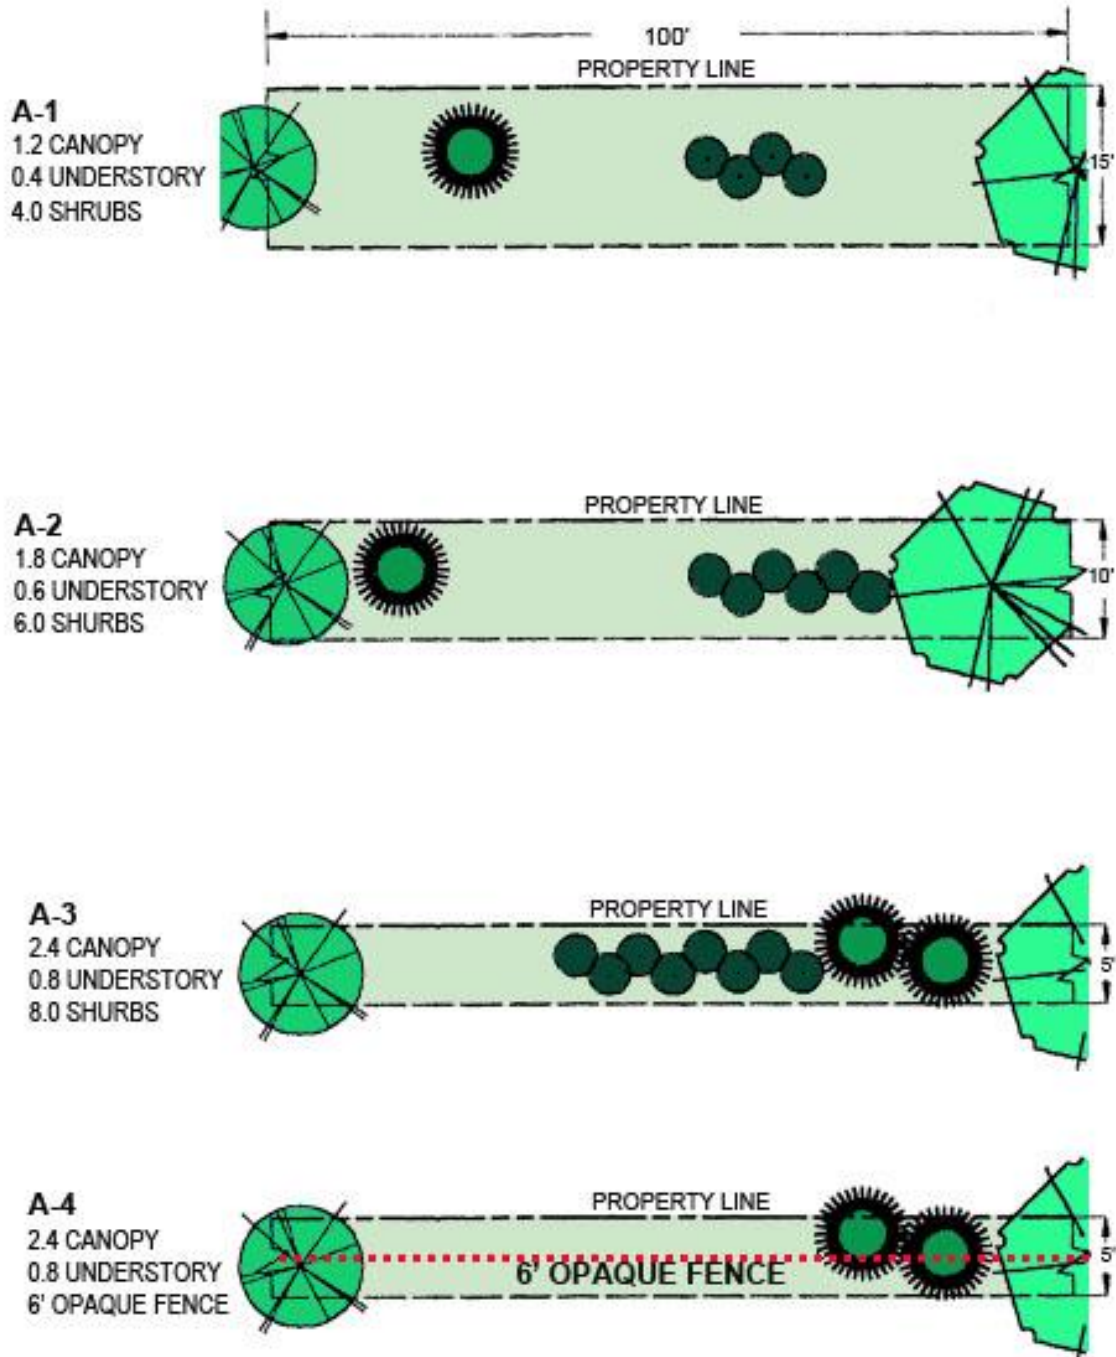 100'
PROPERTY LINE
A-1
1.2 CANOPY
0.4 UNDERSTORY
4.0 SHRUBS
15'
PROPERTY LINE
A-2
1.8 CANOPY
0.6 UNDERSTORY
6.0 SHURBS
10'
PROPERTY LINE
A-3
2.4 CANOPY
0.8 UNDERSTORY
8.0 SHURBS
5'
PROPERTY LINE
A-4
2.4 CANOPY
0.8 UNDERSTORY
6' OPAQUE FENCE
5'
6' OPAQUE FENCE